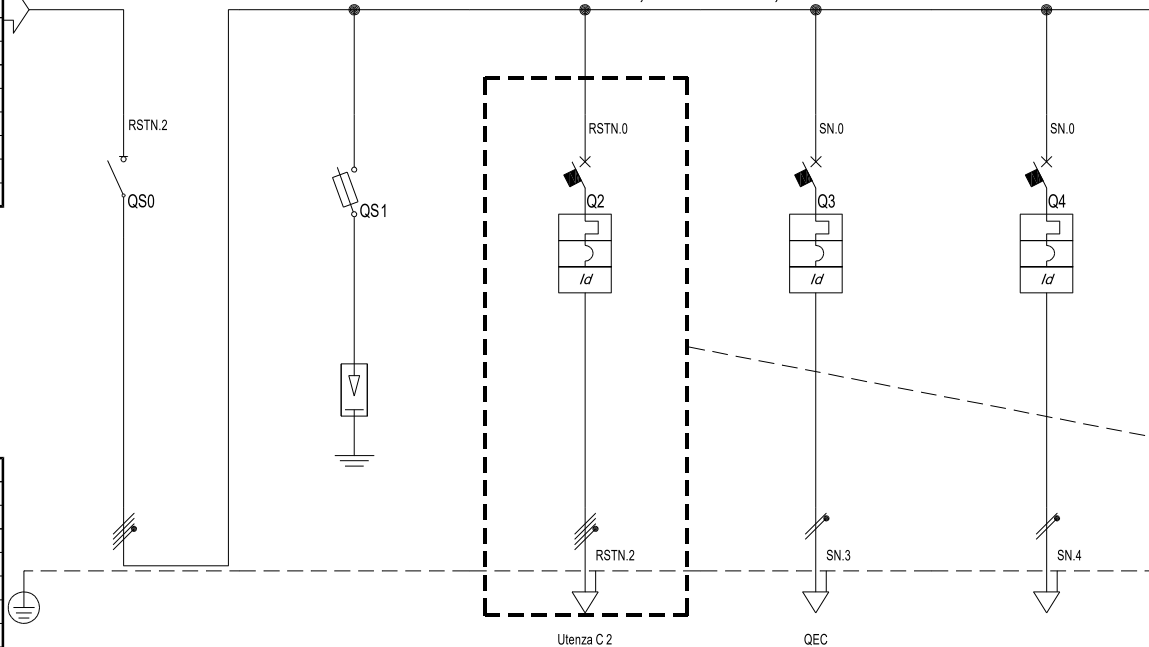 RSTN.2
RSTN.0
SN.0
SN.0
QS0
QS1
Q2
Q3
Q4
Id
Id
Id
RSTN.2
SN.3
SN.4
Utenza C 2
QEC